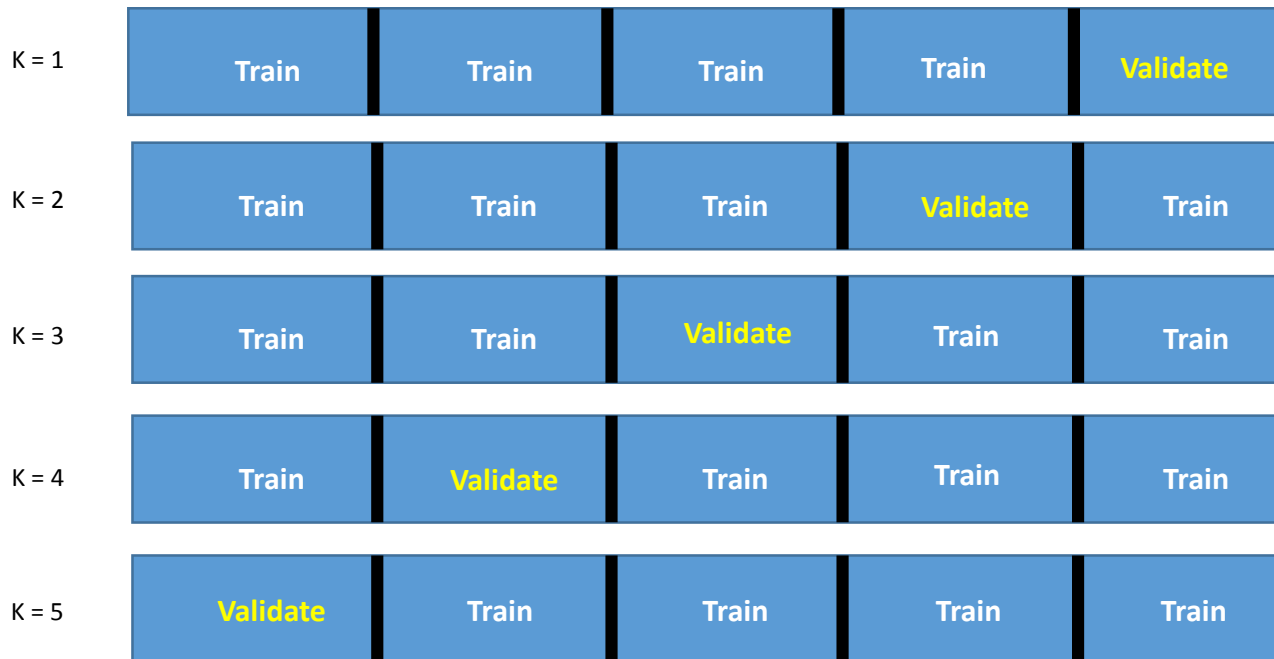 K = 1 Train Train Train Train Validate
K = 2 Train Train Train Validate Train
K = 3 Train Train Validate Train Train
K = 4 Train Validate Train Train Train
K = 5 Validate Train Train Train Train